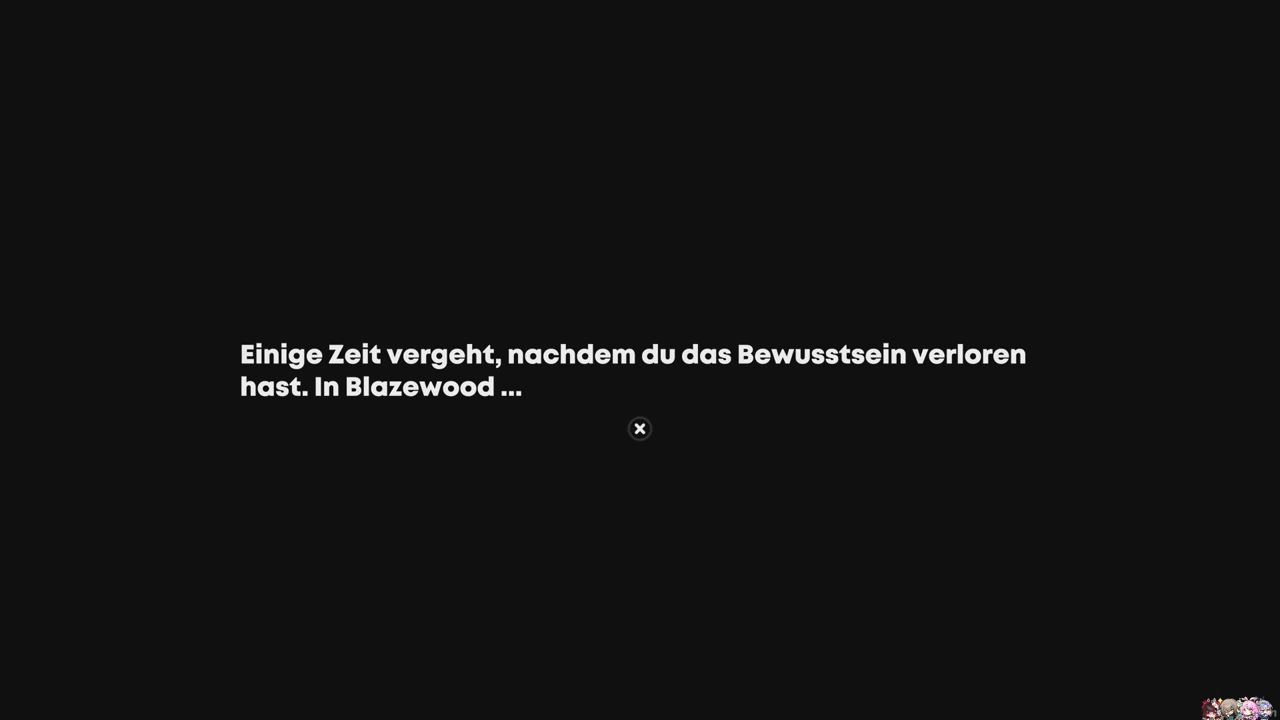 Einige Zeit vergeht, nachdem du das Bewusstsein verloren
hast. In Blazewood ...